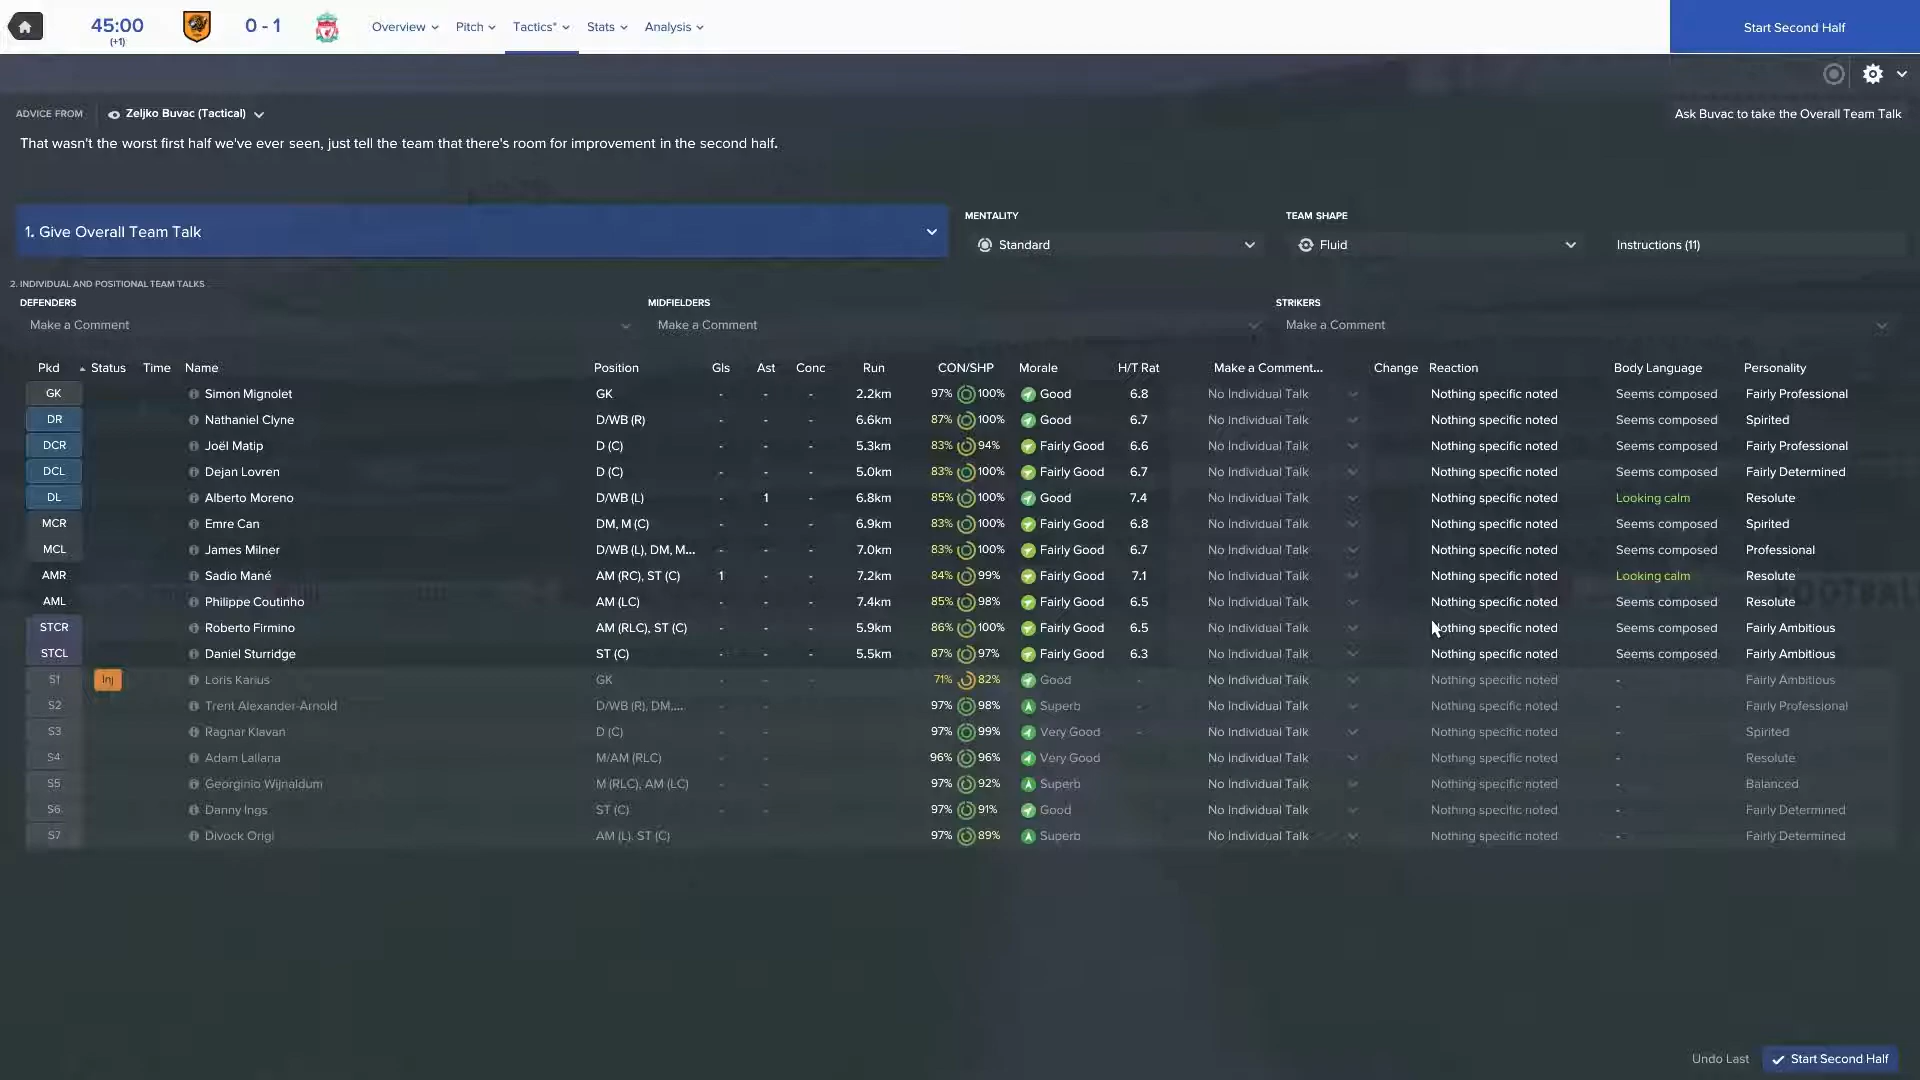 45:00
(+1)
0 - 1
Overview
Pitch
Tactics*
Stats
Analysis
Start Second Half
ADVICE FROM
Zeljko Buvac (Tactical)
Ask Buvac to take the Overall Team Talk
That wasn't the worst first half we've ever seen, just tell the team that there's room for improvement in the second half.
MENTALITY
TEAM SHAPE
1. Give Overall Team Talk
Standard
Fluid
Instructions (11)
2. INDIVIDUAL AND POSITIONAL TEAM TALKS
DEFENDERS MIDFIELDERS STRIKERS
Make a Comment Make a Comment Make a Comment
Pkd Status Time Name Position Gls Ast Conc Run CON/SHP Morale H/T Rat Make a Comment... Change Reaction Body Language Personality
GK Simon Mignolet GK - - - 2.2km 97% 100% Good 6.8 No Individual Talk Nothing specific noted Seems composed Fairly Professional
DR Nathaniel Clyne D/WB (R) - - - 6.6km 87% 100% Good 6.7 No Individual Talk Nothing specific noted Seems composed Spirited
DCR Joël Matip D (C) - - - 5.3km 83% 94% Fairly Good 6.6 No Individual Talk Nothing specific noted Seems composed Fairly Professional
DCL Dejan Lovren D (C) - - - 5.0km 83% 100% Fairly Good 6.7 No Individual Talk Nothing specific noted Seems composed Fairly Determined
DL Alberto Moreno D/WB (L) - 1 - 6.8km 85% 100% Good 7.4 No Individual Talk Nothing specific noted Looking calm Resolute
MCR Emre Can DM, M (C) - - - 6.9km 83% 100% Fairly Good 6.8 No Individual Talk Nothing specific noted Seems composed Spirited
MCL James Milner D/WB (L), DM, M... - - - 7.0km 83% 100% Fairly Good 6.7 No Individual Talk Nothing specific noted Seems composed Professional
AMR Sadio Mané AM (RC), ST (C) 1 - - 7.2km 84% 99% Fairly Good 7.1 No Individual Talk Nothing specific noted Looking calm Resolute
AML Philippe Coutinho AM (LC) - - - 7.4km 85% 98% Fairly Good 6.5 No Individual Talk Nothing specific noted Seems composed Resolute
STCR Roberto Firmino AM (RLC), ST (C) - - - 5.9km 86% 100% Fairly Good 6.5 No Individual Talk Nothing specific noted Seems composed Fairly Ambitious
STCL Daniel Sturridge ST (C) - - - 5.5km 87% 97% Fairly Good 6.3 No Individual Talk Nothing specific noted Seems composed Fairly Ambitious
S1 Inj Loris Karius GK - - - 71% 82% Good - No Individual Talk Nothing specific noted - Fairly Ambitious
S2 Trent Alexander-Arnold D/WB (R), DM,... - - 97% 98% Superb - No Individual Talk Nothing specific noted - Fairly Professional
S3 Ragnar Klavan D (C) - - 97% 99% Very Good - No Individual Talk Nothing specific noted - Spirited
S4 Adam Lallana M/AM (RLC) - - 96% 96% Very Good No Individual Talk Nothing specific noted - Resolute
S5 Georginio Wijnaldum M (RLC), AM (LC) - - 97% 92% Superb No Individual Talk Nothing specific noted - Balanced
S6 Danny Ings ST (C) - - 97% 91% Good No Individual Talk Nothing specific noted - Fairly Determined
S7 Divock Origi AM (L), ST (C) 97% 89% Superb No Individual Talk Nothing specific noted - Fairly Determined
Undo Last
Start Second Half